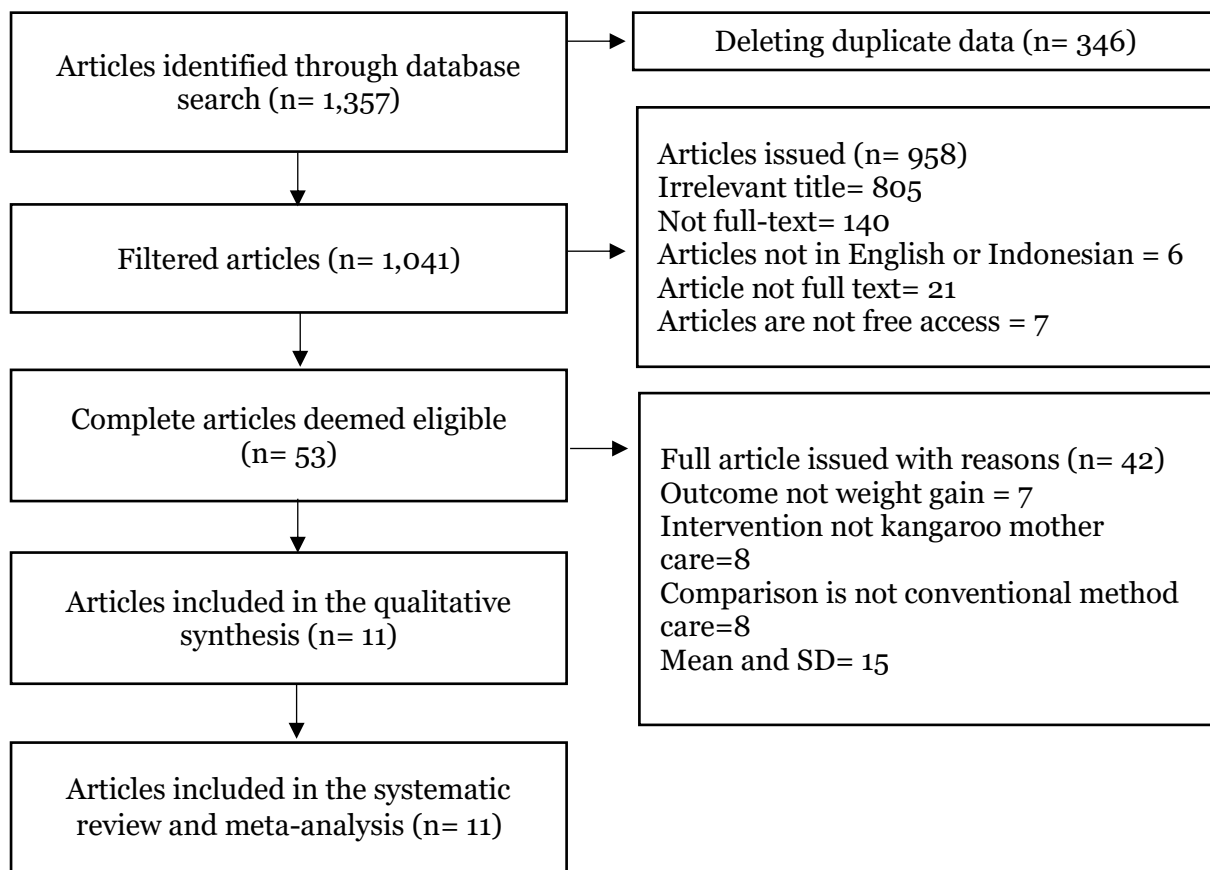 Articles identified through database
search (n= 1,357)
Deleting duplicate data (n= 346)
Filtered articles (n= 1,041)
Articles issued (n= 958)
Irrelevant title= 805
Not full-text= 140
Articles not in English or Indonesian = 6
Article not full text= 21
Articles are not free access = 7
Complete articles deemed eligible
(n= 53)
Full article issued with reasons (n= 42)
Outcome not weight gain = 7
Intervention not kangaroo mother
care=8
Comparison is not conventional method
care=8
Mean and SD= 15
Articles included in the qualitative
synthesis (n= 11)
Articles included in the systematic
review and meta-analysis (n= 11)